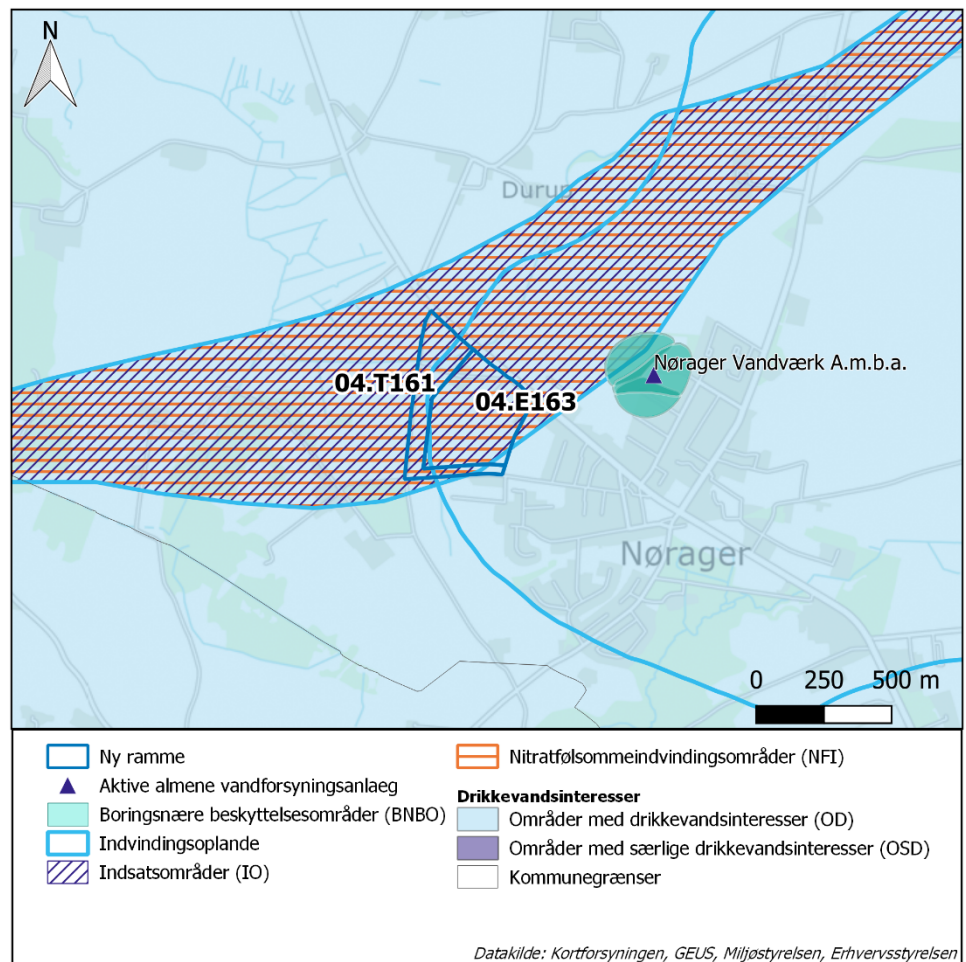 N
Durup
Nørager Vandværk A.m.b.a.
04.T161
04.E163
Nørager
0 250 500 m
Ny ramme
Aktive almene vandforsyningsanlaeg
Boringsnære beskyttelsesområder (BNBO)
Indvindingsoplande
Indsatsområder (IO)
Nitratfølsommeindvindingsområder (NFI)
Drikkevandsinteresser
Områder med drikkevandsinteresser (OD)
Områder med særlige drikkevandsinteresser (OSD)
Kommunegrænser
Datakilde: Kortforsyningen, GEUS, Miljøstyrelsen, Erhvervsstyrelsen